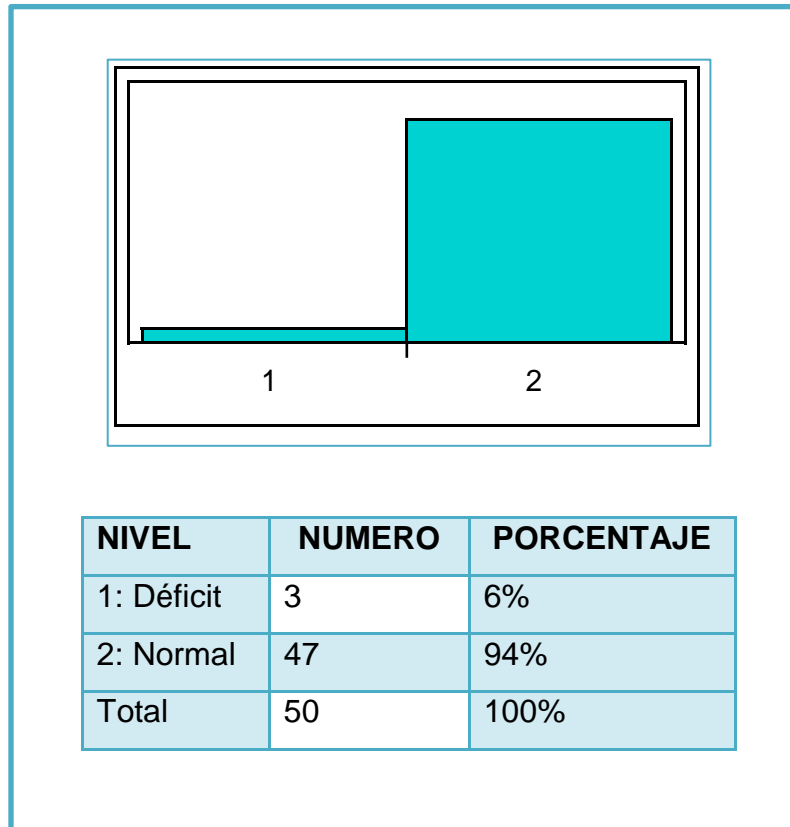 1 2
NIVEL NUMERO PORCENTAJE
1: Déficit 3 6%
2: Normal 47 94%
Total 50 100%